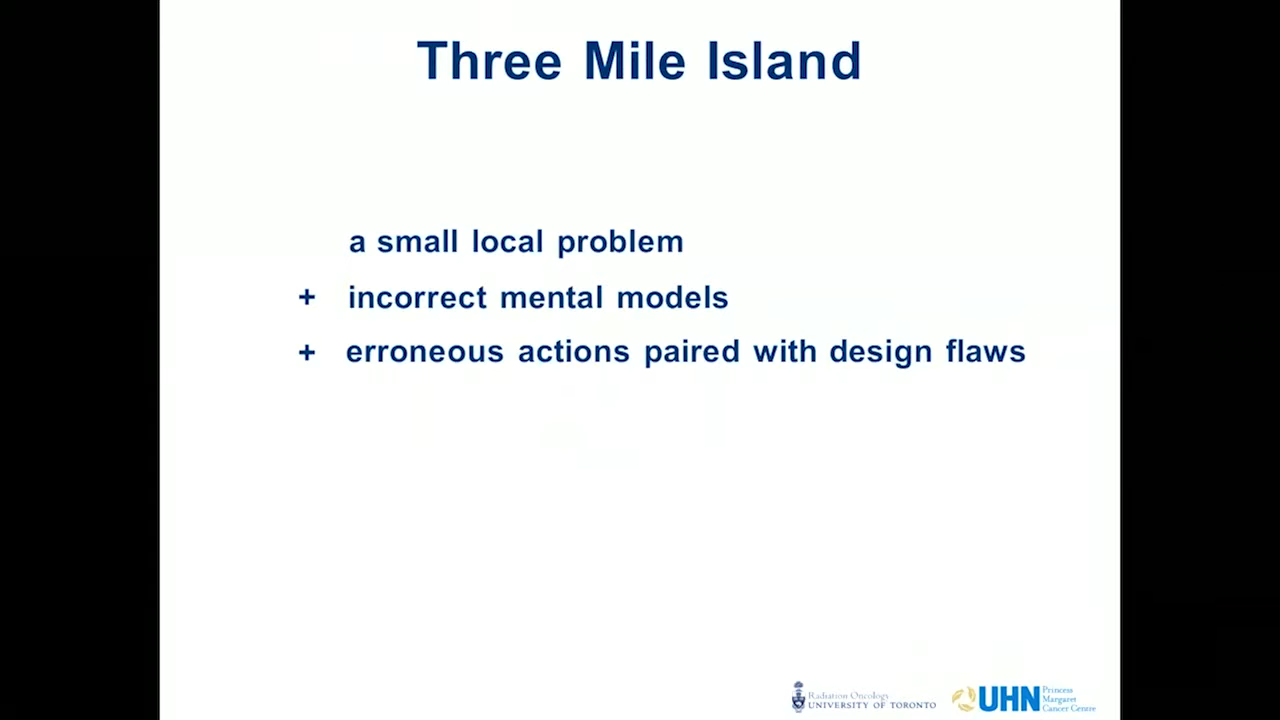 Three Mile Island
a small local problem
+ incorrect mental models
+ erroneous actions paired with design flaws
Radiation Oncology
UNIVERSITY OF TORONTO
UHN
Princess
Margaret
Cancer Centre